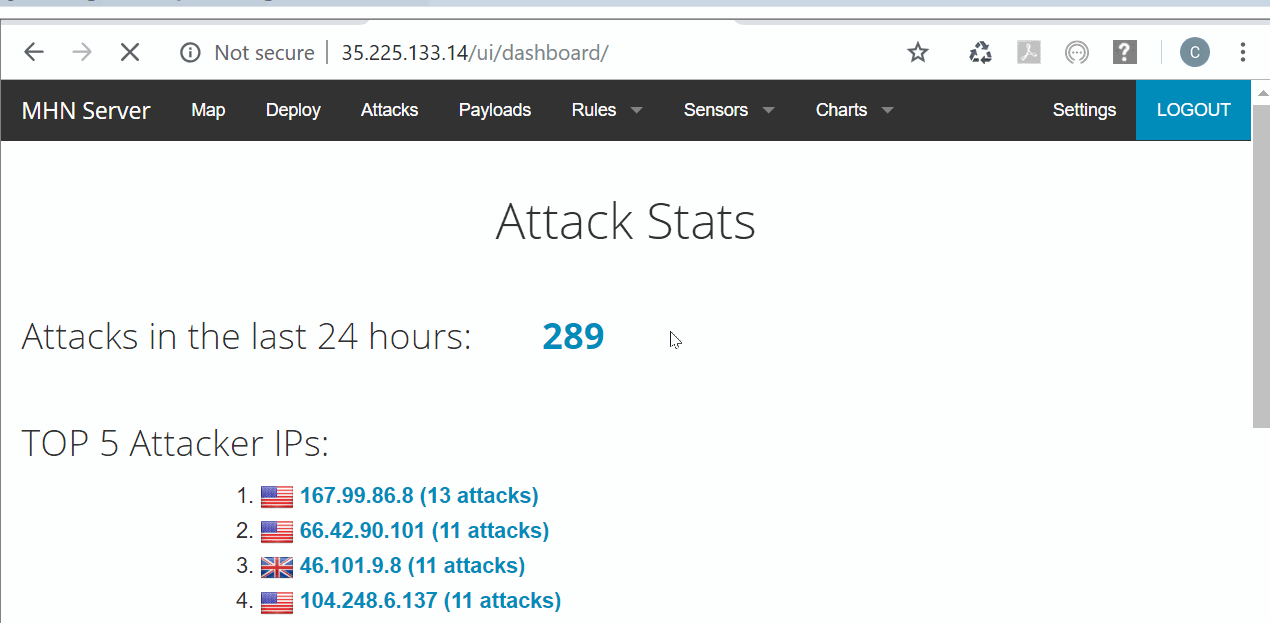 Not secure 35.225.133.14/ui/dashboard/ ? C
MHN Server Map Deploy Attacks Payloads Rules Sensors Charts Settings LOGOUT
Attack Stats
Attacks in the last 24 hours: 289
TOP 5 Attacker IPs:
1. 167.99.86.8 (13 attacks)
2. 66.42.90.101 (11 attacks)
3. 46.101.9.8 (11 attacks)
4. 104.248.6.137 (11 attacks)